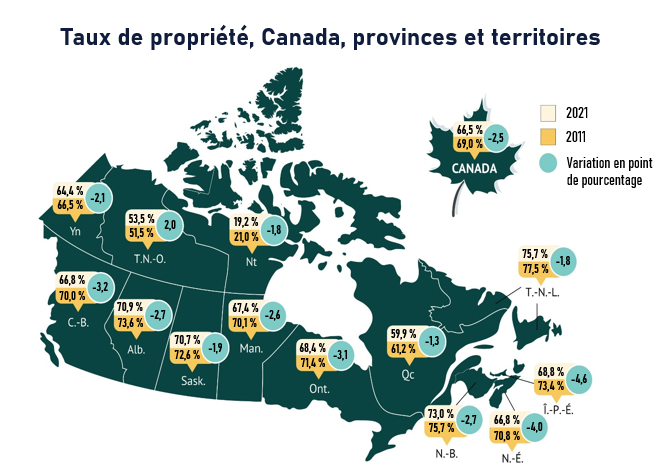 Taux de propriété, Canada, provinces et territoires
66,5 %
69,0 %
-2,5
CANADA
2021
2011
Variation en point
de pourcentage
64,4 %
66,5 %
-2,1
Yn
53,5 %
51,5 %
2,0
T.N.-O.
19,2 %
21,0 %
-1,8
Nt
66,8 %
70,0 %
-3,2
C.-B.
70,9 %
73,6 %
-2,7
Alb.
70,7 %
72,6 %
-1,9
Sask.
67,4 %
70,1 %
-2,6
Man.
68,4 %
71,4 %
-3,1
Ont.
59,9 %
61,2 %
-1,3
Qc
75,7 %
77,5 %
-1,8
T.-N.-L.
68,8 %
73,4 %
-4,6
Î.-P.-É.
73,0 %
75,7 %
-2,7
N.-B.
66,8 %
70,8 %
-4,0
N.-É.